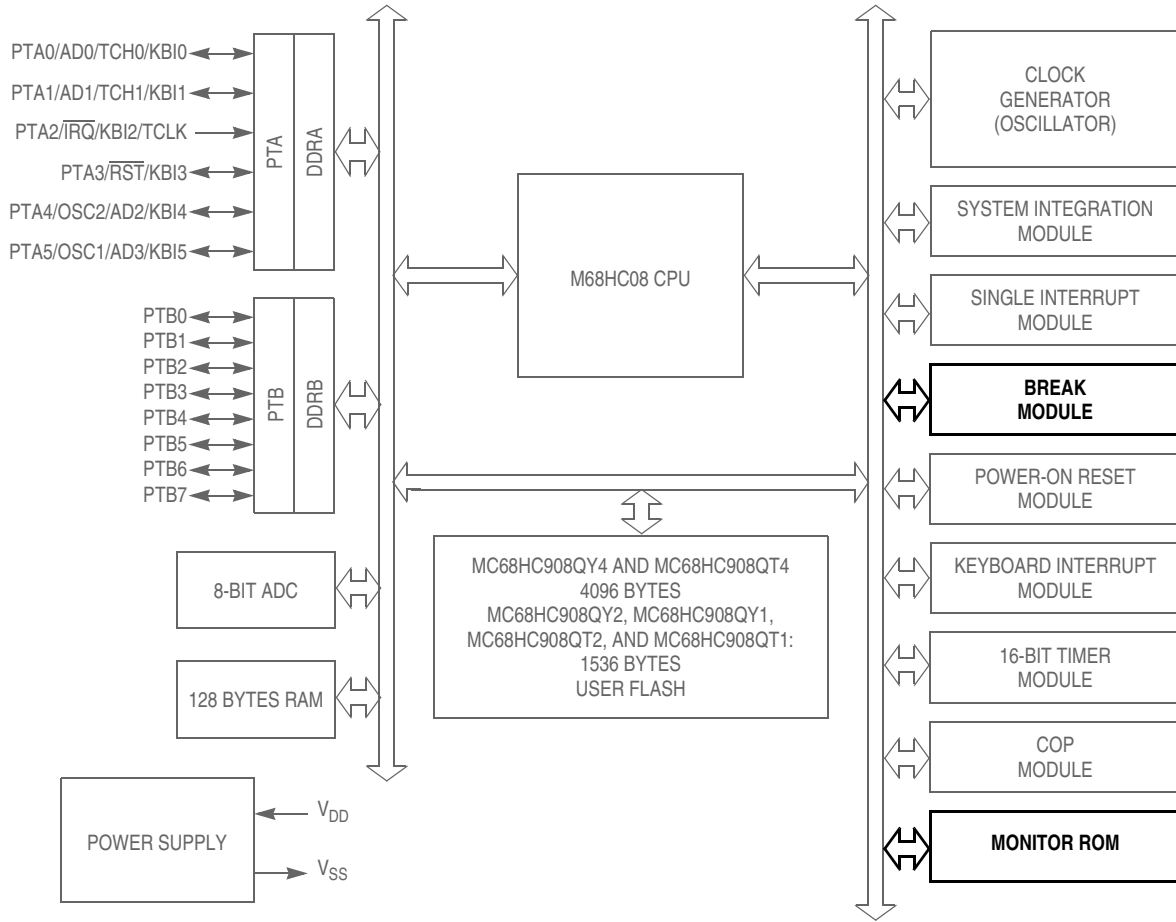 PTA0/AD0/TCH0/KBI0
PTA1/AD1/TCH1/KBI1
PTA2/IRQ/KBI2/TCLK
PTA3/RST/KBI3
PTA4/OSC2/AD2/KBI4
PTA5/OSC1/AD3/KBI5
PTA
DDRA
PTB0
PTB1
PTB2
PTB3
PTB4
PTB5
PTB6
PTB7
PTB
DDRB
8-BIT ADC
128 BYTES RAM
POWER SUPPLY
VDD
VSS
M68HC08 CPU
MC68HC908QY4 AND MC68HC908QT4
4096 BYTES
MC68HC908QY2, MC68HC908QY1,
MC68HC908QT2, AND MC68HC908QT1:
1536 BYTES
USER FLASH
CLOCK
GENERATOR
(OSCILLATOR)
SYSTEM INTEGRATION
MODULE
SINGLE INTERRUPT
MODULE
BREAK
MODULE
POWER-ON RESET
MODULE
KEYBOARD INTERRUPT
MODULE
16-BIT TIMER
MODULE
COP
MODULE
MONITOR ROM